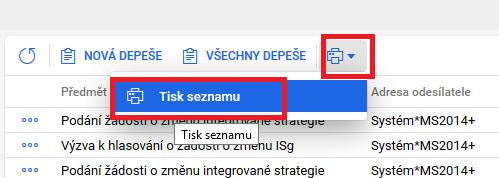 NOVÁ DEPEŠE VŠECHNY DEPEŠE
Předmět Adresa odesílatele
Tisk seznamu
Podání žádosti o změnu integrované strategie Systém*MS2014+
Tisk seznamu
Výzva k hlasování o žádosti o změnu ISg Systém*MS2014+
Podání žádosti o změnu integrované strategie Systém*MS2014+